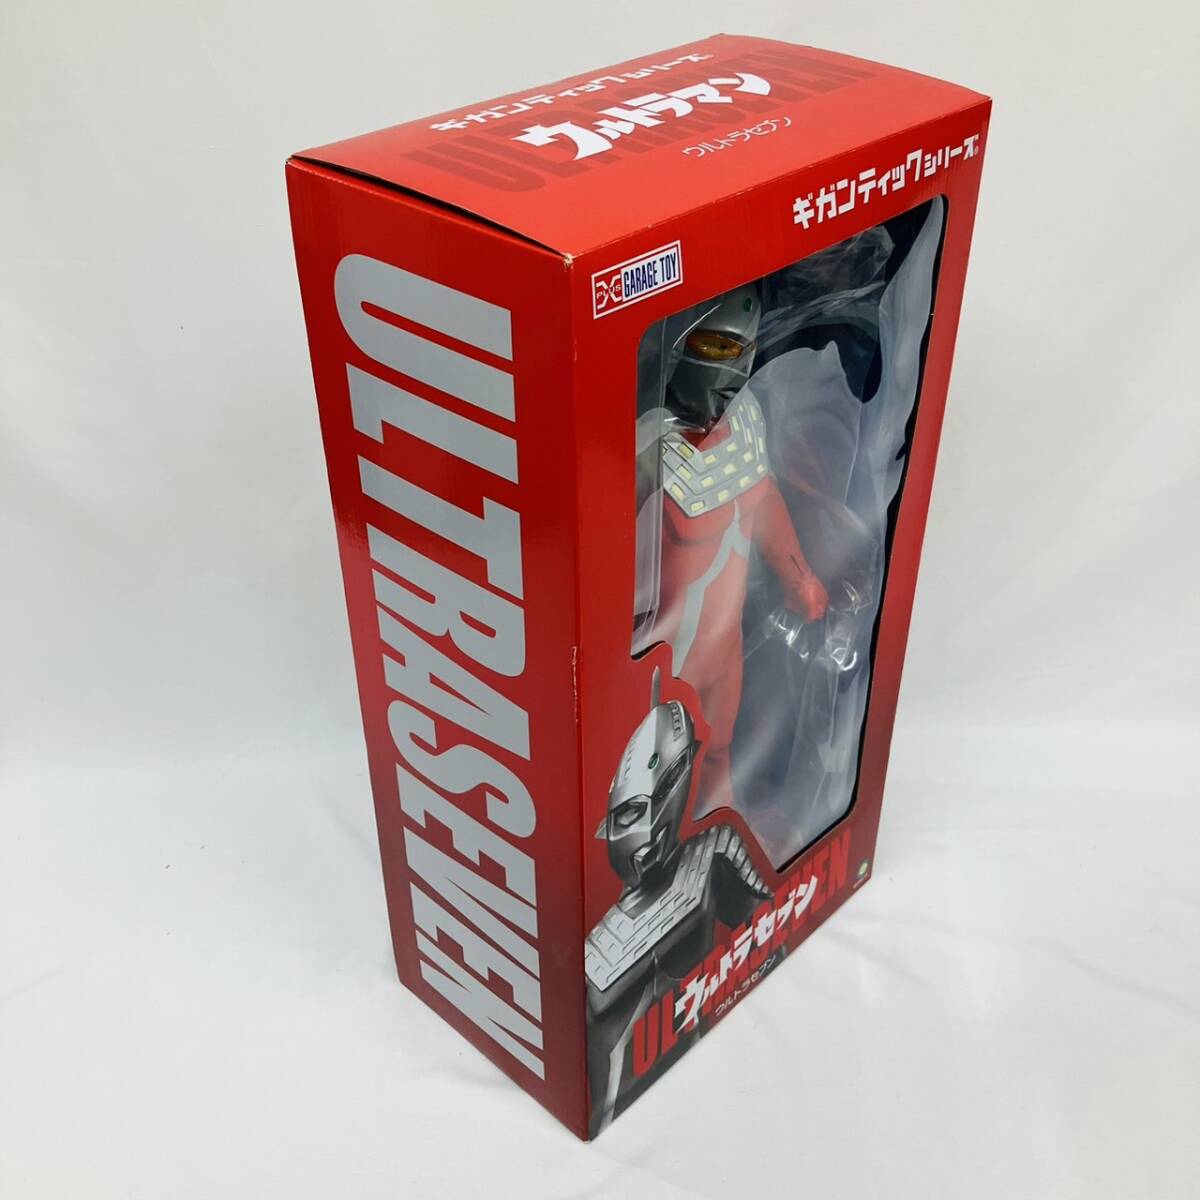 ギガンティックシリーズ
ULTRASEVEN
ウルトラマン
ウルトラセブン
ギガンティックシリーズ®
X PLUS GARAGE TOY
ULTRASEVEN
ULTRASEVEN
ウルトラセブン
ウルトラセブン